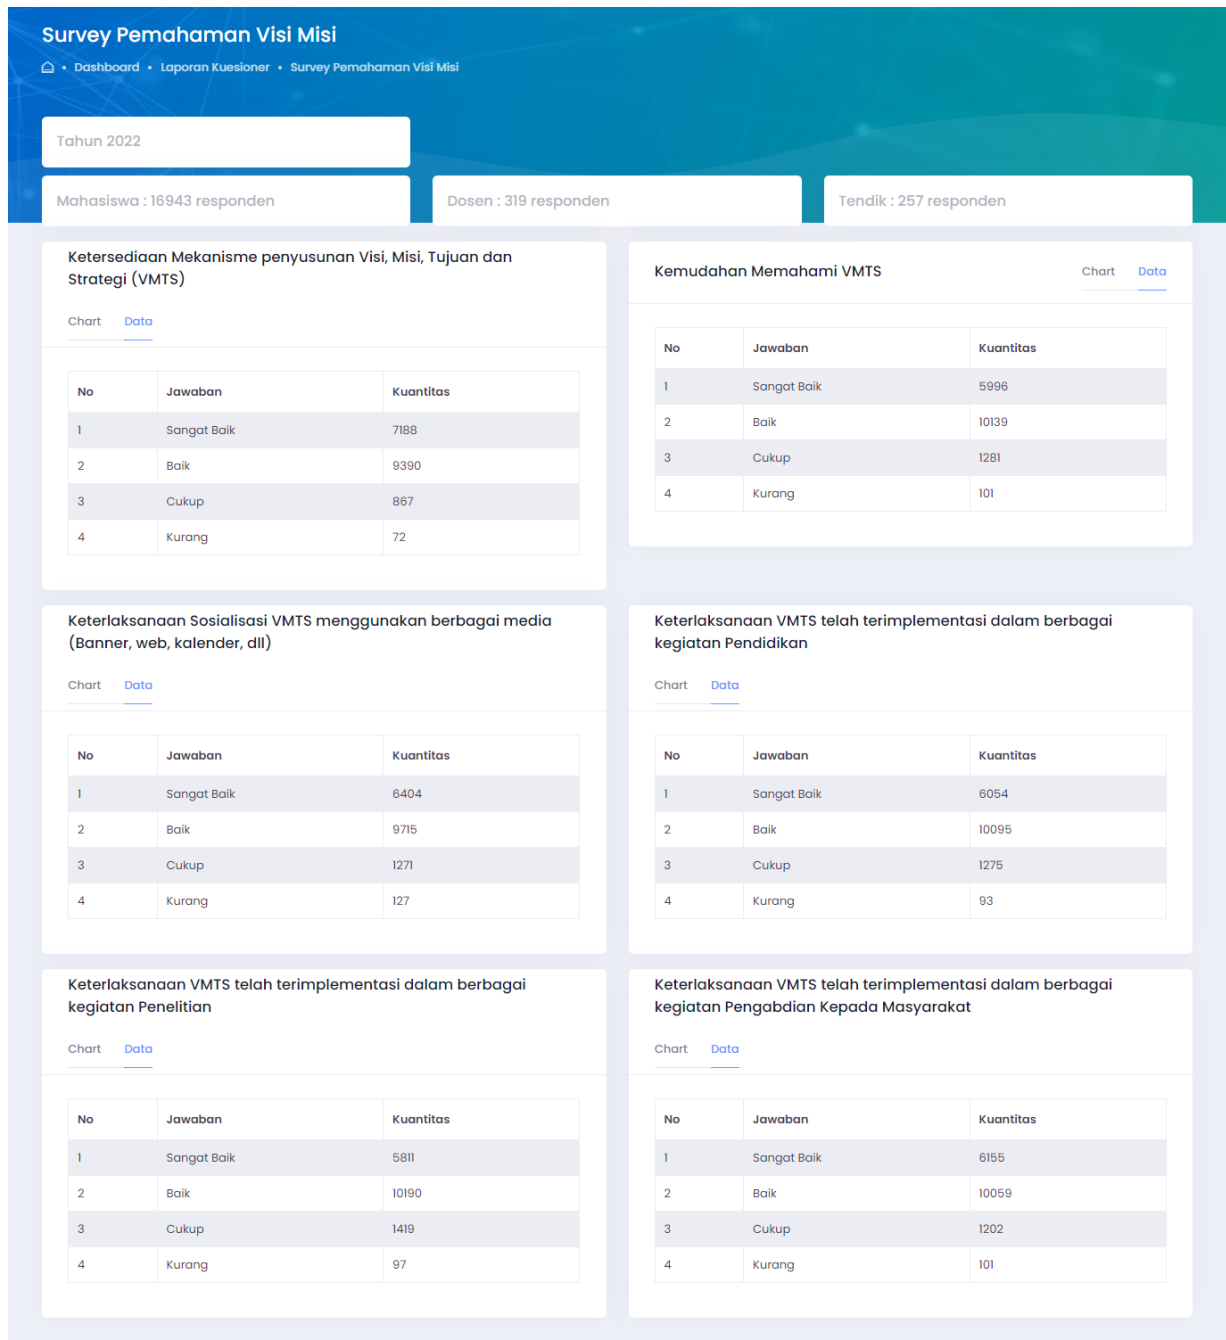 Survey Pemahaman Visi Misi
Dashboard • Laporan Kuesioner • Survey Pemahaman Visi Misi
Tahun 2022
Mahasiswa : 16943 responden
Dosen : 319 responden
Tendik : 257 responden
Ketersediaan Mekanisme penyusunan Visi, Misi, Tujuan dan
Strategi (VMTS)
Chart Data
No Jawaban Kuantitas
1 Sangat Baik 7188
2 Baik 9390
3 Cukup 867
4 Kurang 72
Kemudahan Memahami VMTS
Chart Data
No Jawaban Kuantitas
1 Sangat Baik 5996
2 Baik 10139
3 Cukup 1281
4 Kurang 101
Keterlaksanaan Sosialisasi VMTS menggunakan berbagai media
(Banner, web, kalender, dll)
Chart Data
No Jawaban Kuantitas
1 Sangat Baik 6404
2 Baik 9715
3 Cukup 1271
4 Kurang 127
Keterlaksanaan VMTS telah terimplementasi dalam berbagai
kegiatan Pendidikan
Chart Data
No Jawaban Kuantitas
1 Sangat Baik 6054
2 Baik 10095
3 Cukup 1275
4 Kurang 93
Keterlaksanaan VMTS telah terimplementasi dalam berbagai
kegiatan Penelitian
Chart Data
No Jawaban Kuantitas
1 Sangat Baik 5811
2 Baik 10190
3 Cukup 1419
4 Kurang 97
Keterlaksanaan VMTS telah terimplementasi dalam berbagai
kegiatan Pengabdian Kepada Masyarakat
Chart Data
No Jawaban Kuantitas
1 Sangat Baik 6155
2 Baik 10059
3 Cukup 1202
4 Kurang 101